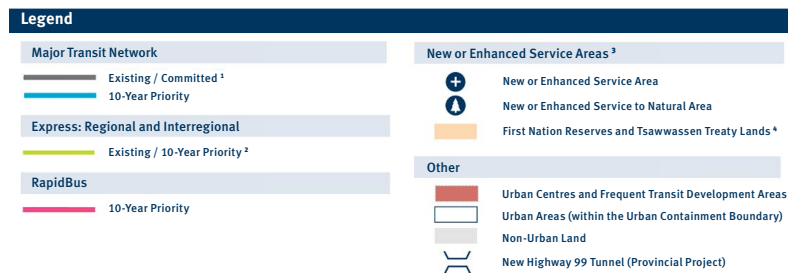 Legend
Major Transit Network
Existing / Committed ¹
10-Year Priority
Express: Regional and Interregional
Existing / 10-Year Priority ²
RapidBus
10-Year Priority
New or Enhanced Service Areas ³
New or Enhanced Service Area
New or Enhanced Service to Natural Area
First Nation Reserves and Tsawwassen Treaty Lands ⁴
Other
Urban Centres and Frequent Transit Development Areas
Urban Areas (within the Urban Containment Boundary)
Non-Urban Land
New Highway 99 Tunnel (Provincial Project)